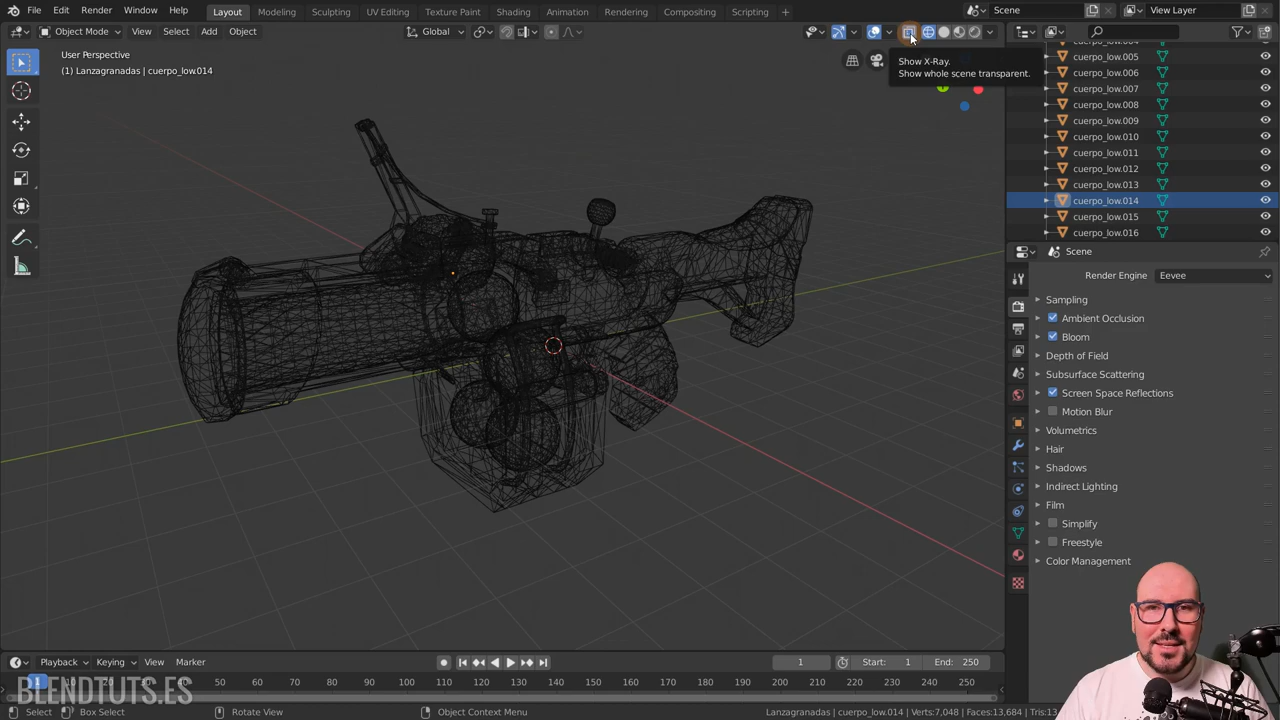 File Edit Render Window Help Layout Modeling Sculpting UV Editing Texture Paint Shading Animation Rendering Compositing Scripting + Scene View Layer
Object Mode View Select Add Object Global
User Perspective
(1) Lanzagranadas | cuerpo_low.014
Show X-Ray.
Show whole scene transparent.
cuerpo_low.005
cuerpo_low.006
cuerpo_low.007
cuerpo_low.008
cuerpo_low.009
cuerpo_low.010
cuerpo_low.011
cuerpo_low.012
cuerpo_low.013
cuerpo_low.014
cuerpo_low.015
cuerpo_low.016
Scene
Render Engine Eevee
Sampling
Ambient Occlusion
Bloom
Depth of Field
Subsurface Scattering
Screen Space Reflections
Motion Blur
Volumetrics
Hair
Shadows
Indirect Lighting
Film
Simplify
Freestyle
Color Management
Playback Keying View Marker 1 Start: 1 End: 250
1 20 30 40 50 60 70 80 90 100 110 120 130 140 150 160 170 180 190 200 210 220 230 240 250
BLENDTUTS.ES
Select Box Select Rotate View Object Context Menu Lanzagranadas | cuerpo_low.014 | Verts:7,048 | Faces:13,684 | Tris:13